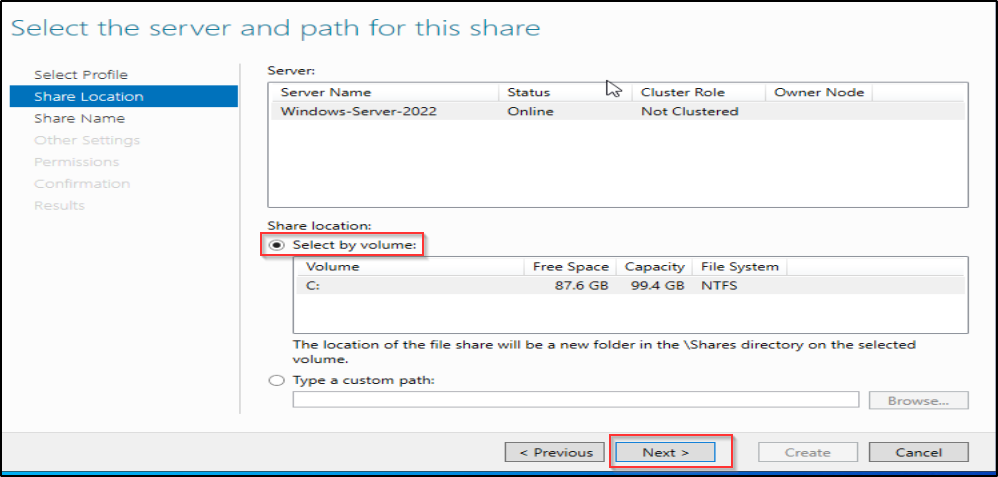 Select the server and path for this share
Select Profile
Share Location
Share Name
Other Settings
Permissions
Confirmation
Results
Server:
Server Name Status Cluster Role Owner Node
Windows-Server-2022 Online Not Clustered
Share location:
Select by volume:
Volume Free Space Capacity File System
C: 87.6 GB 99.4 GB NTFS
The location of the file share will be a new folder in the \Shares directory on the selected
volume.
Type a custom path:
Browse...
< Previous Next > Create Cancel